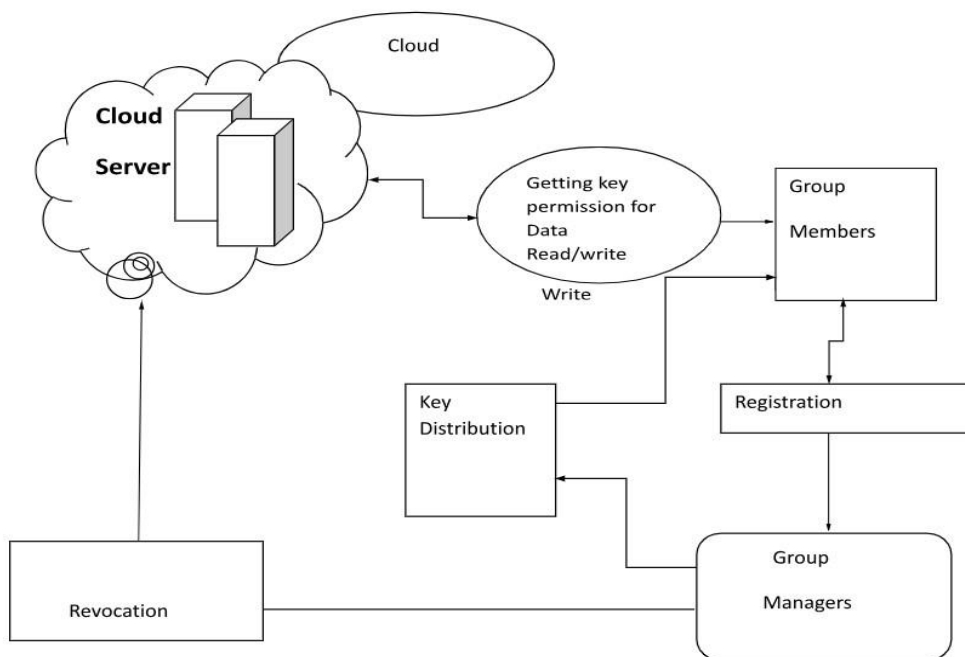 Cloud
Cloud
Server
Getting key
permission for
Data
Read/write
Write
Group
Members
Key
Distribution
Registration
Group
Managers
Revocation